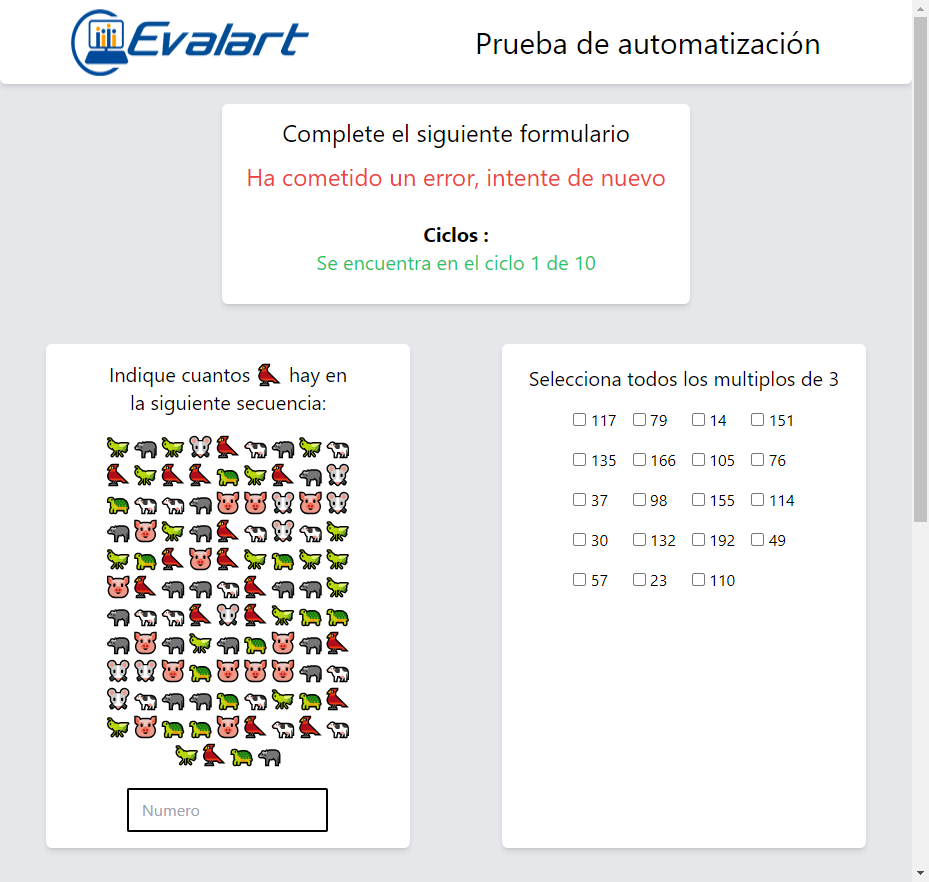 Evalart
Prueba de automatización
Complete el siguiente formulario
Ha cometido un error, intente de nuevo
Ciclos :
Se encuentra en el ciclo 1 de 10
Indique cuantos hay en
la siguiente secuencia:
Numero
Selecciona todos los multiplos de 3
117 79 14 151
135 166 105 76
37 98 155 114
30 132 192 49
57 23 110